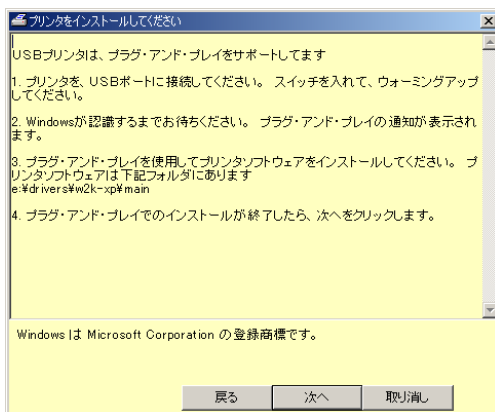 プリンタをインストールしてください
USBプリンタは、プラグ・アンド・プレイをサポートしてます
1. プリンタを、USBポートに接続してください。 スイッチを入れて、ウォーミングアップ
してください。
2. Windowsが認識するまでお待ちください。 プラグ・アンド・プレイの通知が表示され
ます。
3. プラグ・アンド・プレイを使用してプリンタソフトウェアをインストールしてください。 プ
リンタソフトウェアは下記フォルダにあります
e:¥drivers¥w2k-xp¥main
4. プラグ・アンド・プレイでのインストールが終了したら、次へをクリックします。
Windows は Microsoft Corporation の登録商標です。
戻る 次へ 取り消し